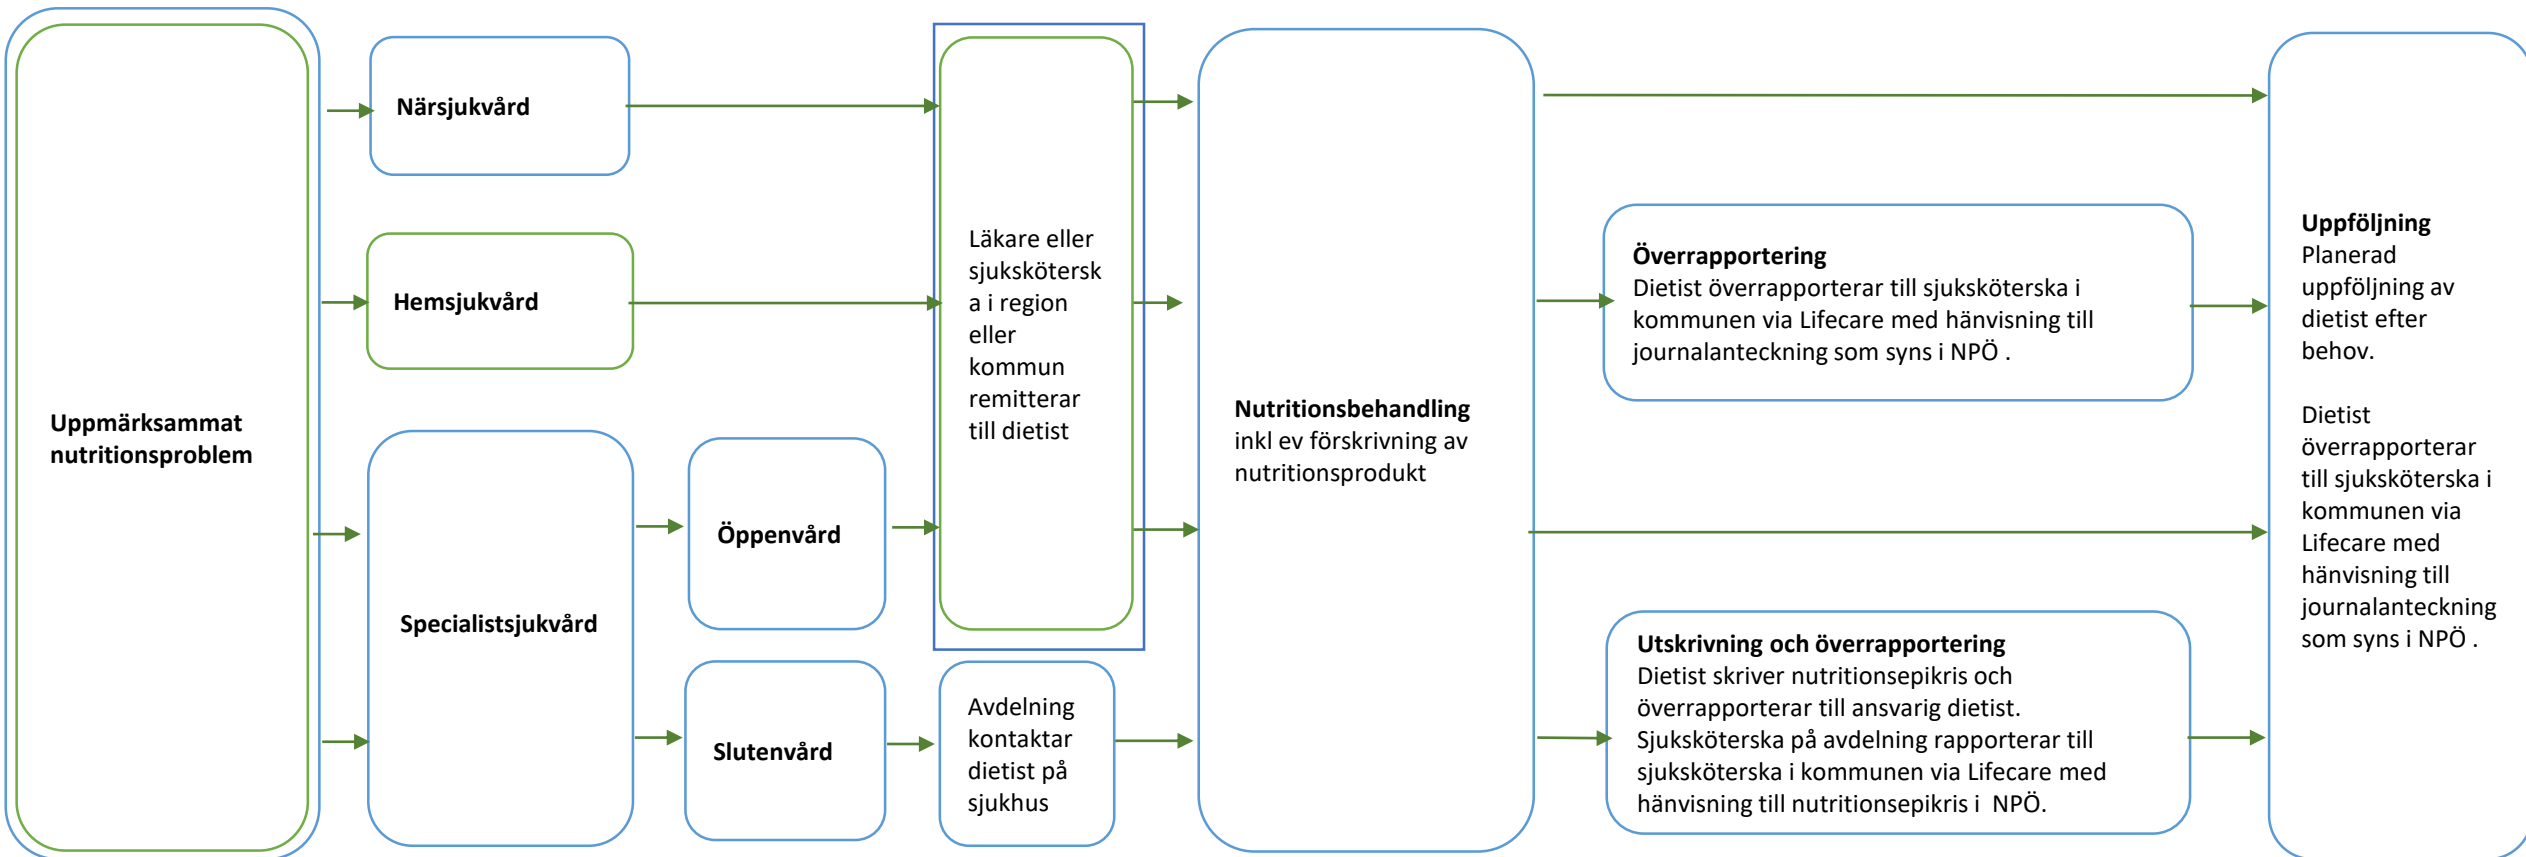 Uppmärksammat
nutritionsproblem
Närsjukvård
Hemsjukvård
Specialistsjukvård
Öppenvård
Slutenvård
Läkare eller
sjukskötersk
a i region
eller
kommun
remitterar
till dietist
Avdelning
kontaktar
dietist på
sjukhus
Nutritionsbehandling
inkl ev förskrivning av
nutritionsprodukt
Överrapportering
Dietist överrapporterar till sjuksköterska i
kommunen via Lifecare med hänvisning till
journalanteckning som syns i NPÖ .
Utskrivning och överrapportering
Dietist skriver nutritionsepikris och
överrapporterar till ansvarig dietist.
Sjuksköterska på avdelning rapporterar till
sjuksköterska i kommunen via Lifecare med
hänvisning till nutritionsepikris i  NPÖ.
Uppföljning
Planerad
uppföljning av
dietist efter
behov.
Dietist
överrapporterar
till sjuksköterska i
kommunen via
Lifecare med
hänvisning till
journalanteckning
som syns i NPÖ .